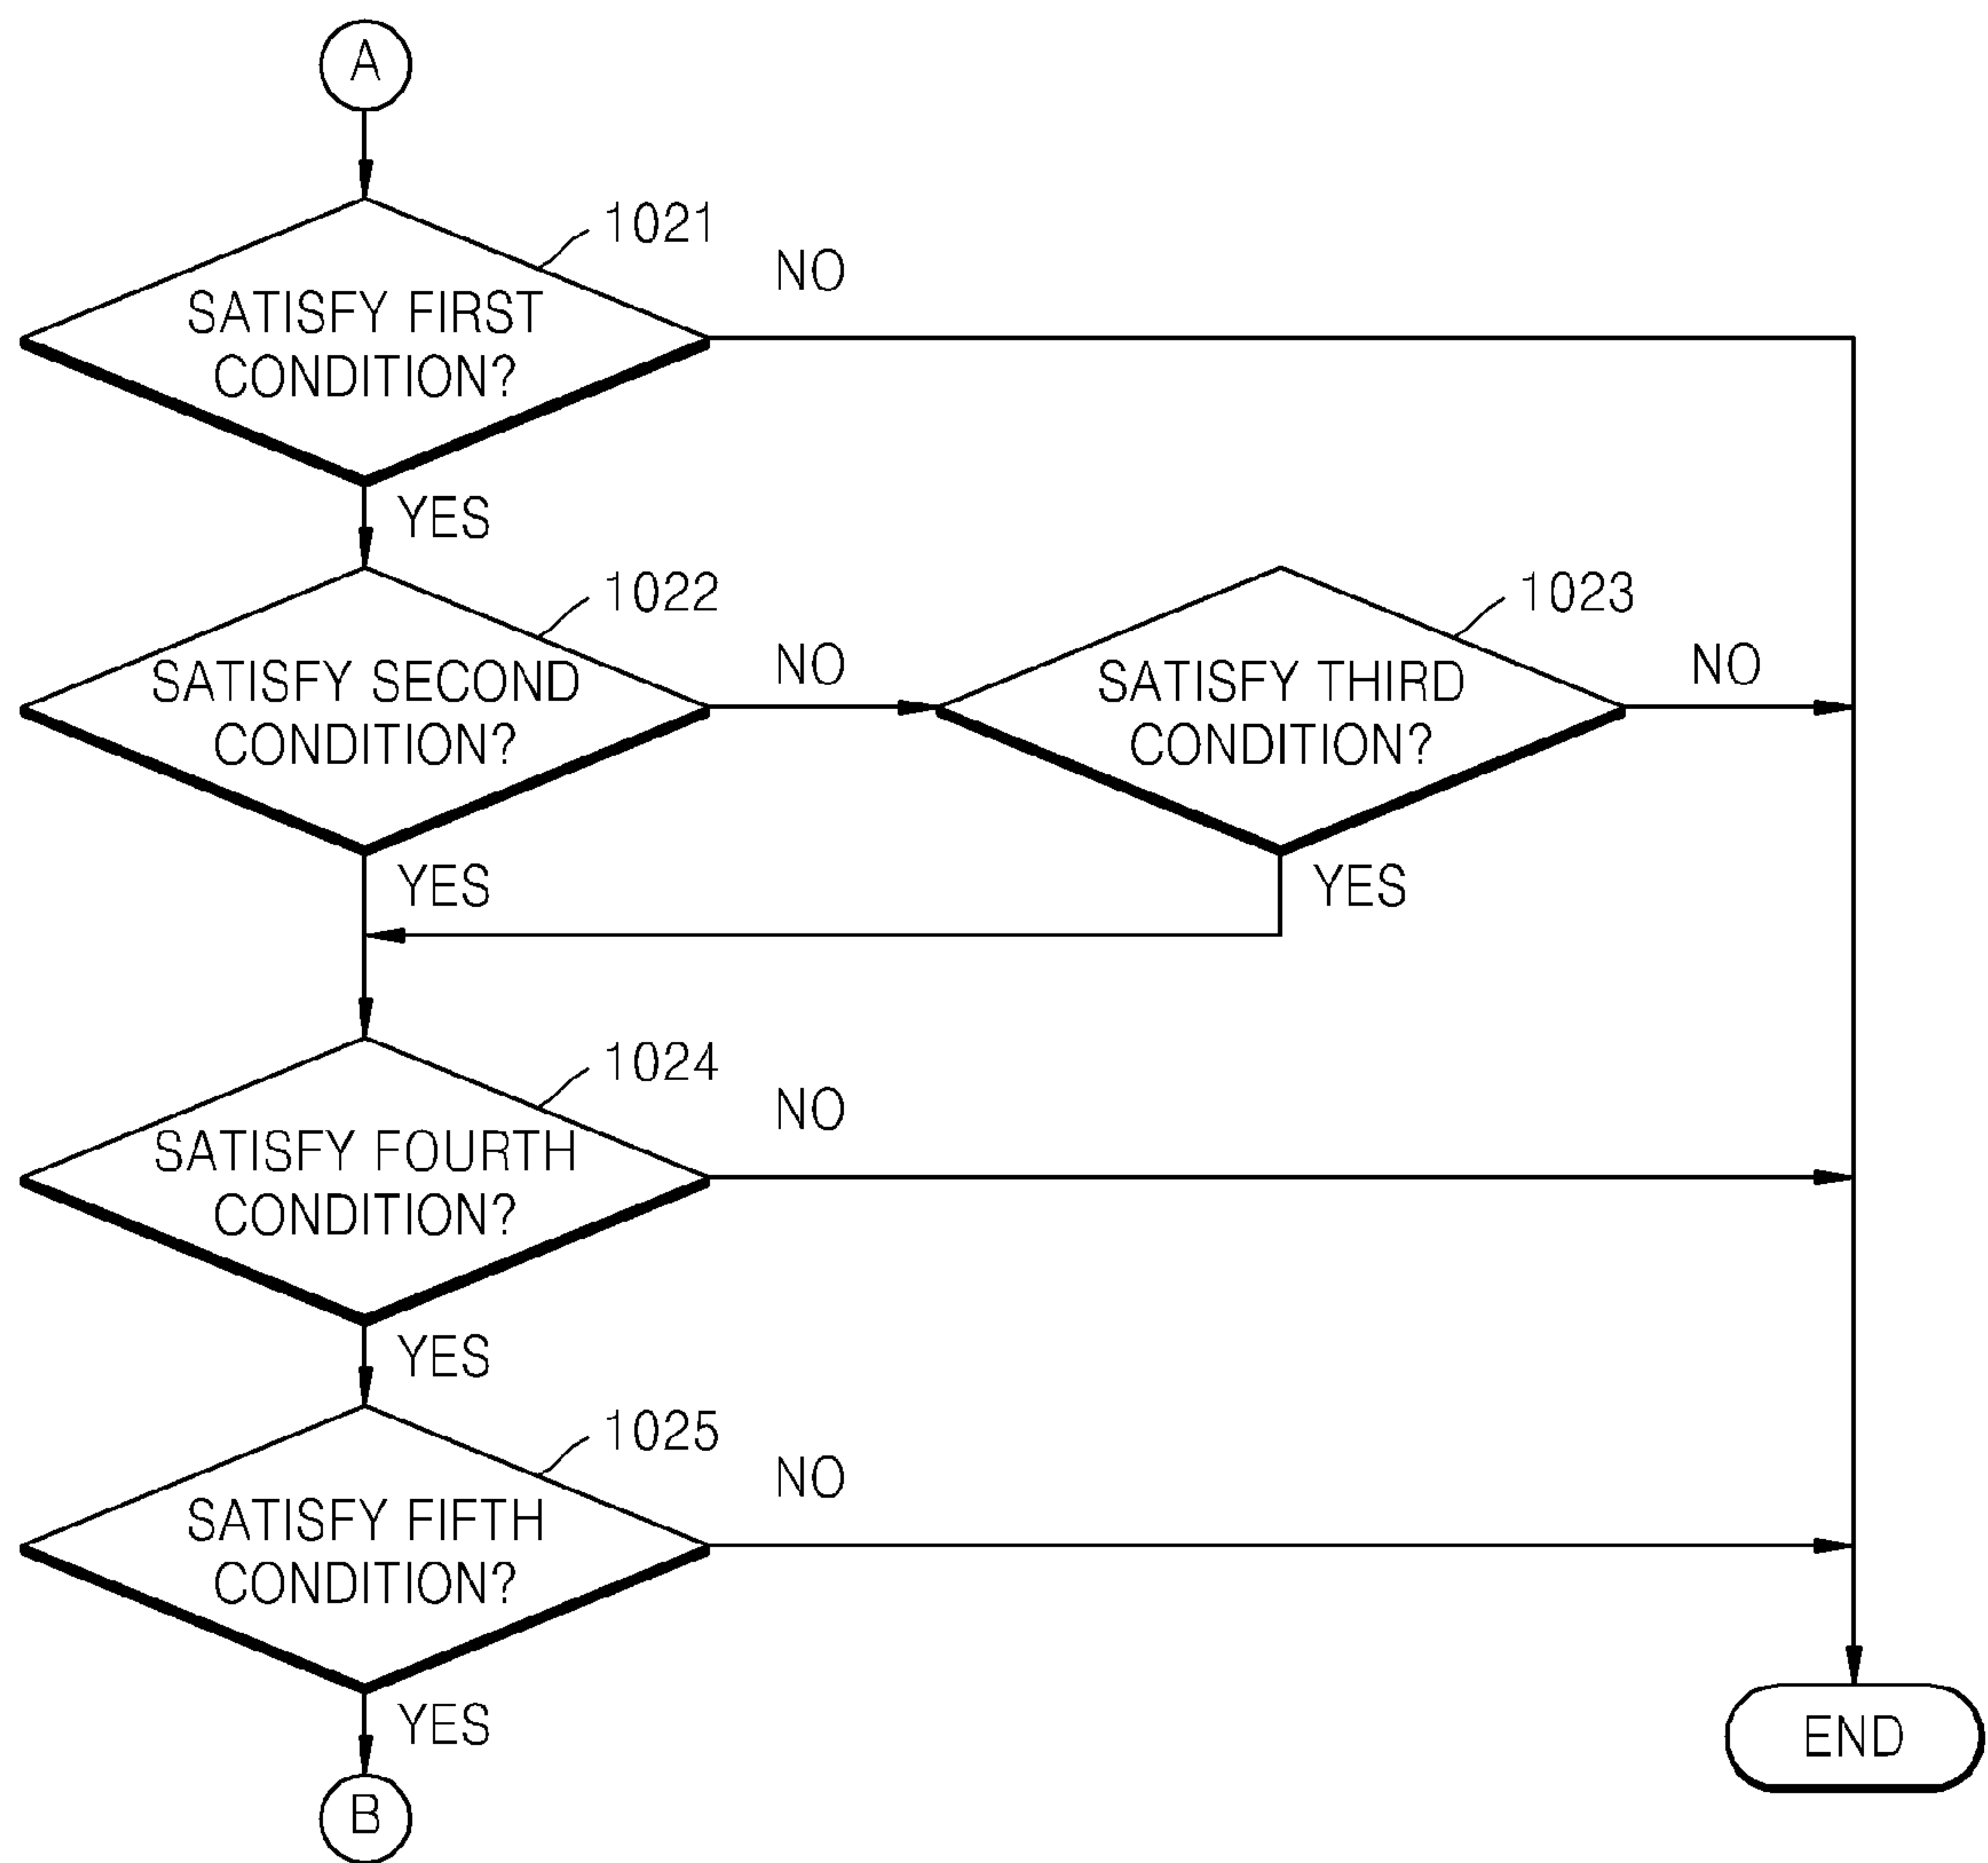 A
1021
NO
SATISFY FIRST
CONDITION?
YES
1022
1023
NO
NO
SATISFY SECOND
CONDITION?
SATISFY THIRD
CONDITION?
YES
YES
1024
NO
SATISFY FOURTH
CONDITION?
YES
1025
NO
SATISFY FIFTH
CONDITION?
YES
END
B